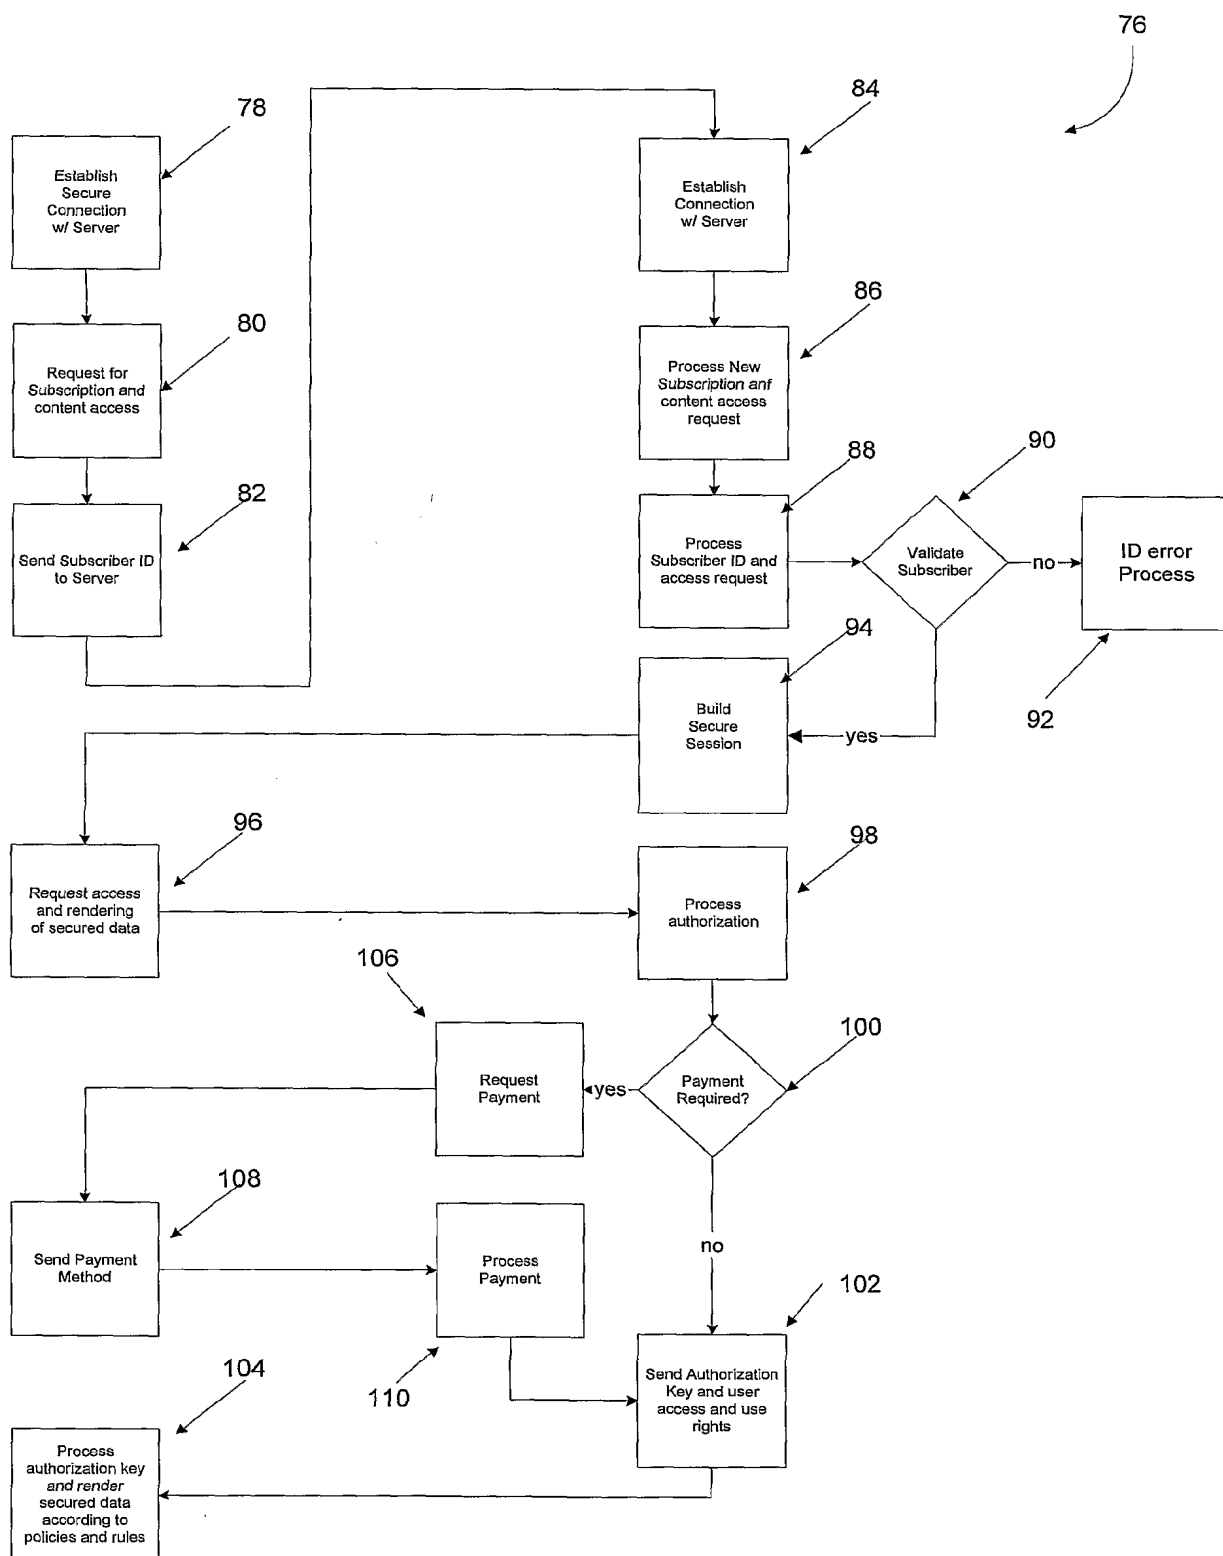 76
78
84
Establish
Secure
Connection
w/ Server
Establish
Connection
w/ Server
80
86
Request for
Subscription and
content access
Process New
Subscription anf
content access
request
82
88
90
Send Subscriber ID
to Server
Process
Subscriber ID and
access request
Validate
Subscriber
no
ID error
Process
94
92
Build
Secure
Session
yes
96
98
Request access
and rendering
of secured data
Process
authorization
106
100
Request
Payment
yes
Payment
Required?
108
Send Payment
Method
Process
Payment
no
102
110
Send Authorization
Key and user
access and use
rights
104
Process
authorization key
and render
secured data
according to
policies and rules